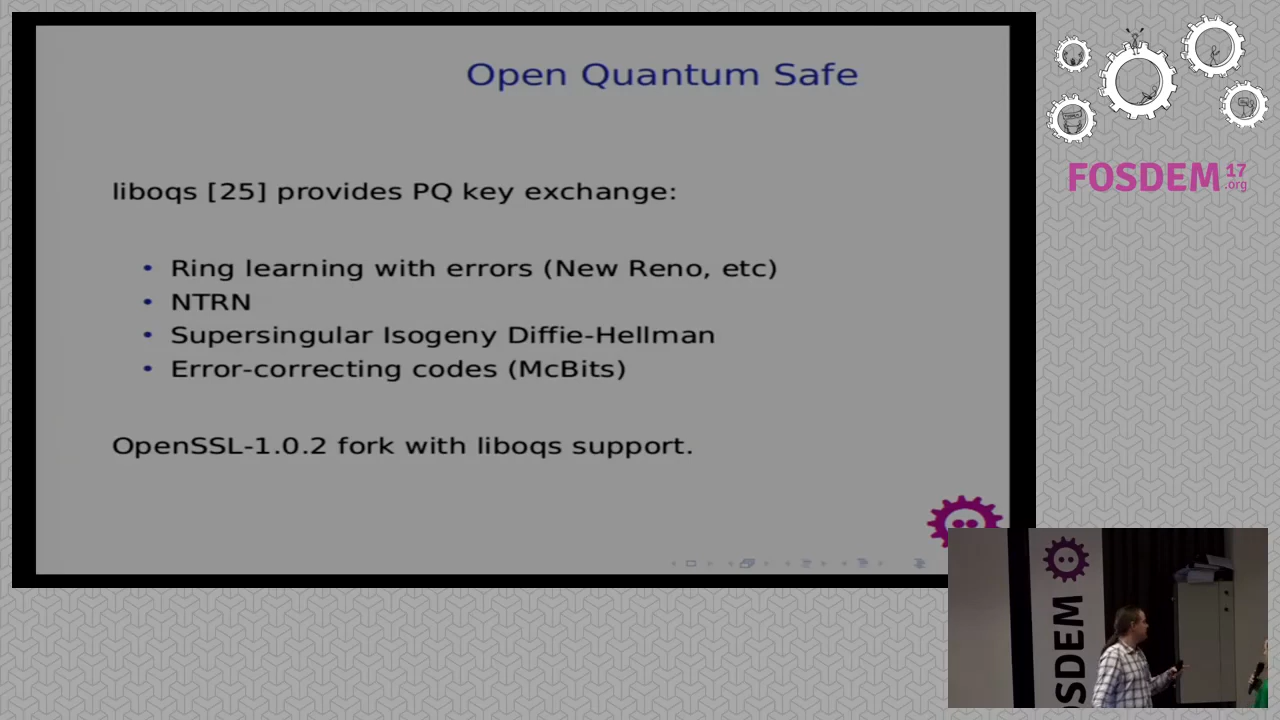 Open Quantum Safe
liboqs [25] provides PQ key exchange:
• Ring learning with errors (New Reno, etc)
• NTRN
• Supersingular Isogeny Diffie-Hellman
• Error-correcting codes (McBits)
OpenSSL-1.0.2 fork with liboqs support.
FOSDEM 17
.org
FOSDEM